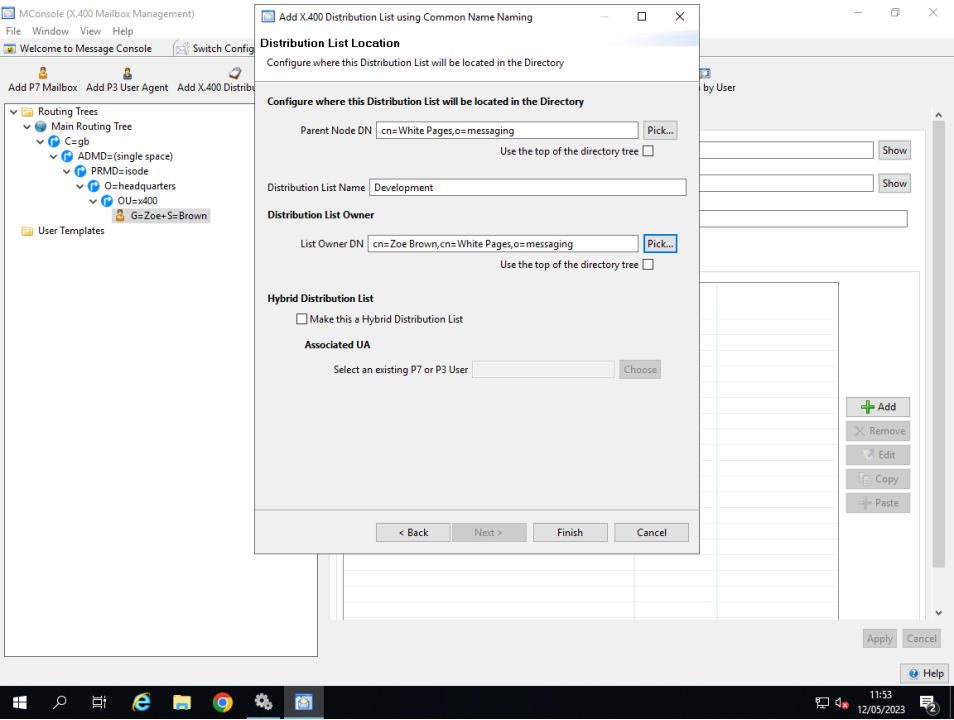 MConsole (X.400 Mailbox Management)
File Window View Help
Welcome to Message Console
Switch Config
Add P7 Mailbox Add P3 User Agent Add X.400 Distribu
by User
Routing Trees
Main Routing Tree
C=gb
ADMD=(single space)
PRMD=isode
O=headquarters
OU=x400
G=Zoe+S=Brown
User Templates
Add X.400 Distribution List using Common Name Naming
Distribution List Location
Configure where this Distribution List will be located in the Directory
Configure where this Distribution List will be located in the Directory
Parent Node DN cn=White Pages,o=messaging Pick...
Use the top of the directory tree
Distribution List Name Development
Distribution List Owner
List Owner DN cn=Zoe Brown,cn=White Pages,o=messaging Pick...
Use the top of the directory tree
Hybrid Distribution List
Make this a Hybrid Distribution List
Associated UA
Select an existing P7 or P3 User Choose
< Back Next > Finish Cancel
Show
Show
Add
Remove
Edit
Copy
Paste
Apply Cancel
Help
11:53
12/05/2023
2